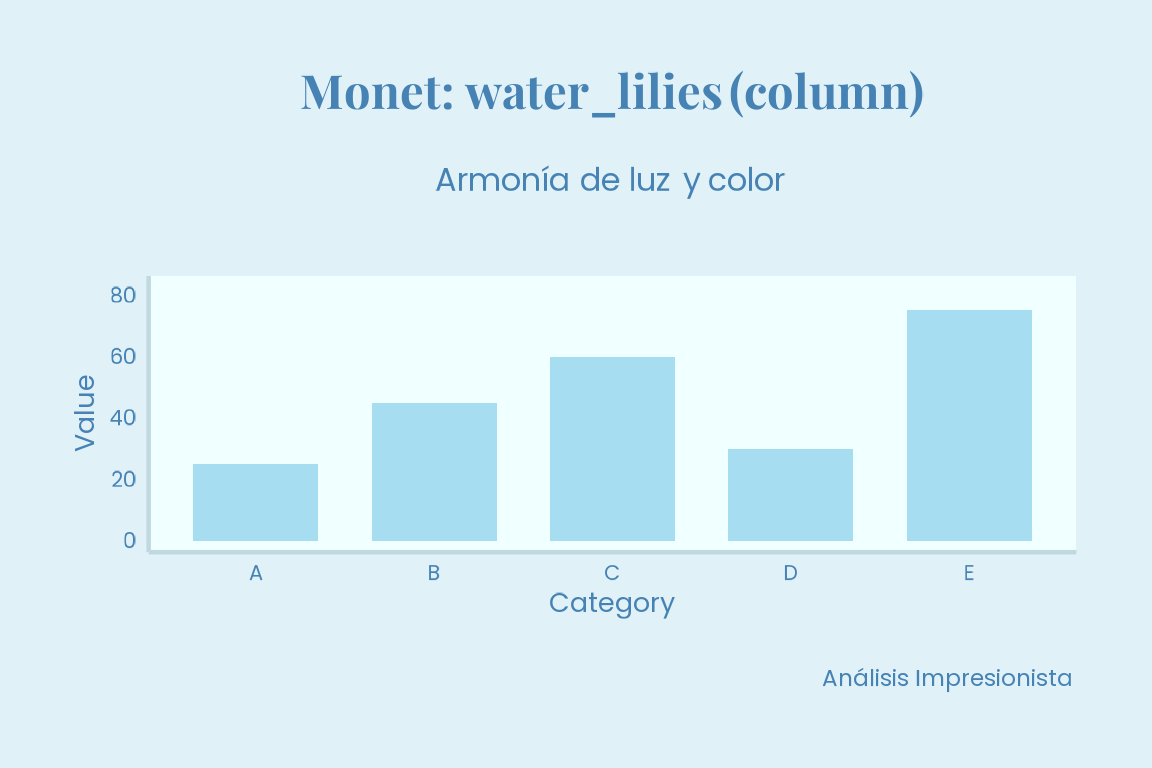 Monet: water_lilies (column)
Armonía de luz y color
80
60
40
20
0
Value
A B C D E
Category
Análisis Impresionista